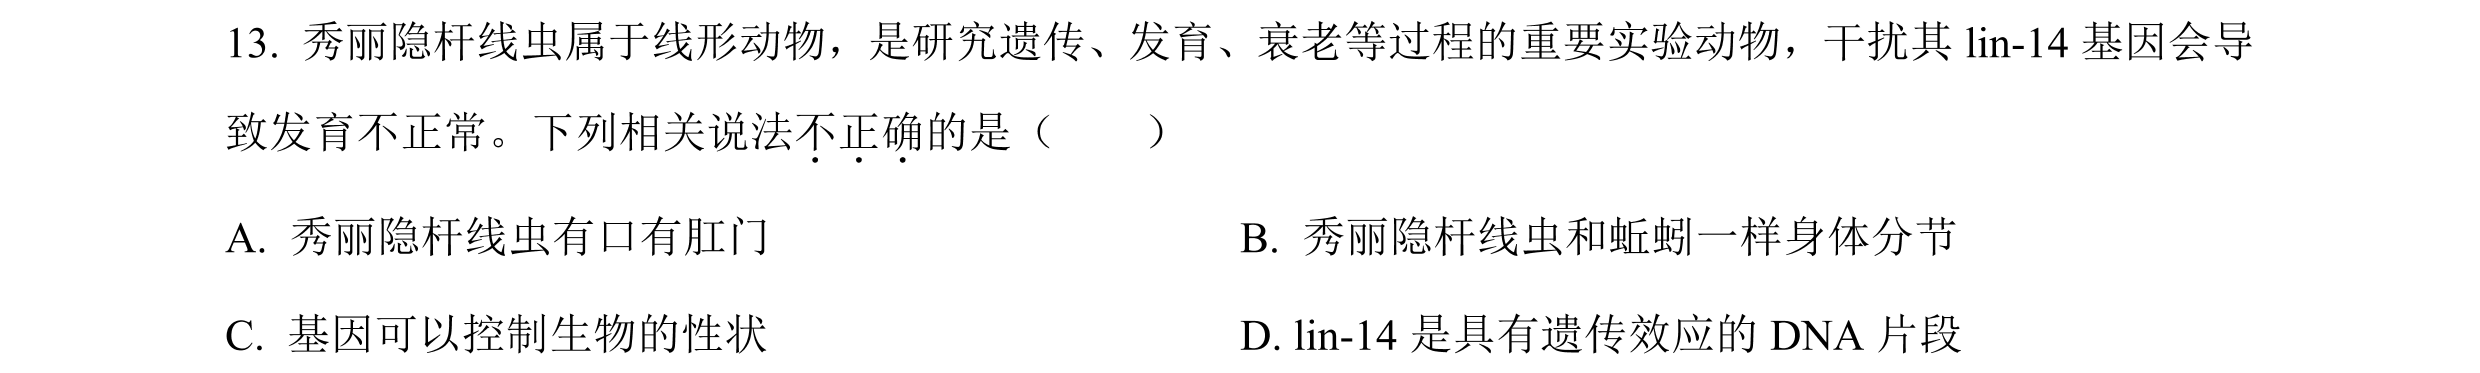 13. 秀丽隐杆线虫属于线形动物，是研究遗传、发育、衰老等过程的重要实验动物，干扰其 lin-14 基因会导
致发育不正常。下列相关说法不正确的是（　　）
A. 秀丽隐杆线虫有口有肛门 B. 秀丽隐杆线虫和蚯蚓一样身体分节
C. 基因可以控制生物的性状 D. lin-14 是具有遗传效应的 DNA 片段